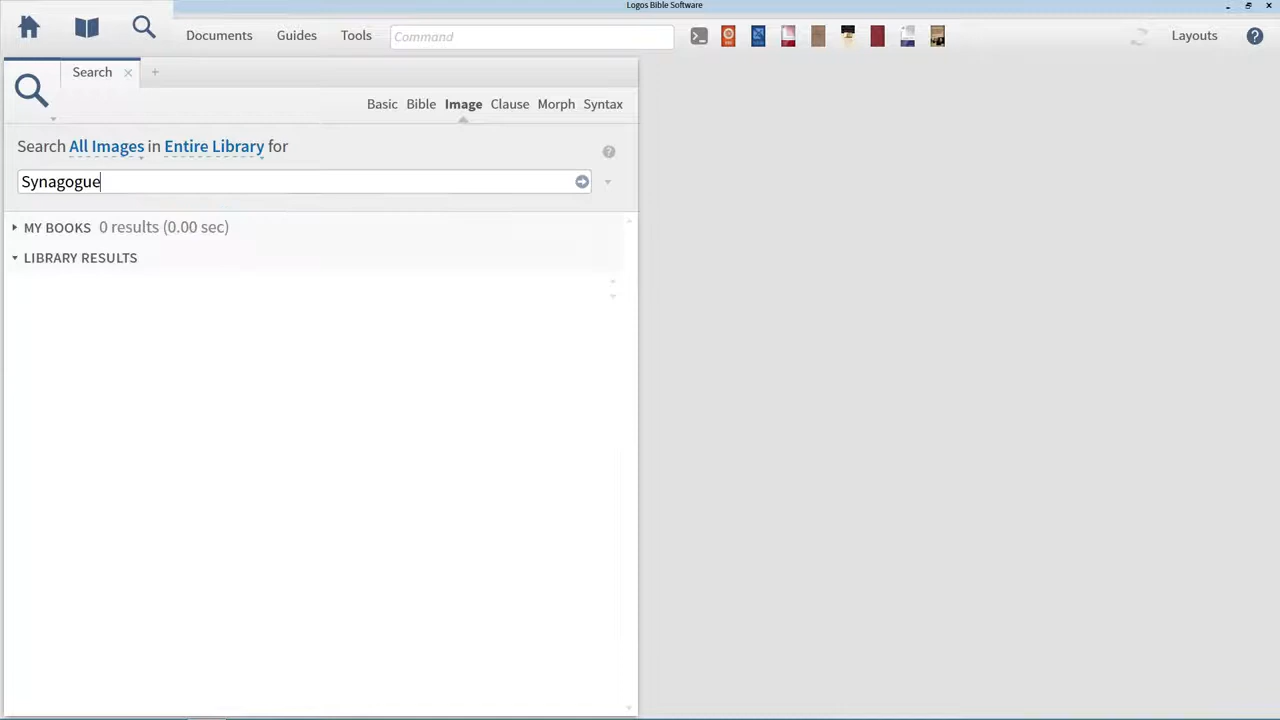 Logos Bible Software
Documents Guides Tools Command Layouts ?
Search × +
Basic Bible Image Clause Morph Syntax
Search All Images in Entire Library for ?
Synagogue
MY BOOKS 0 results (0.00 sec)
LIBRARY RESULTS